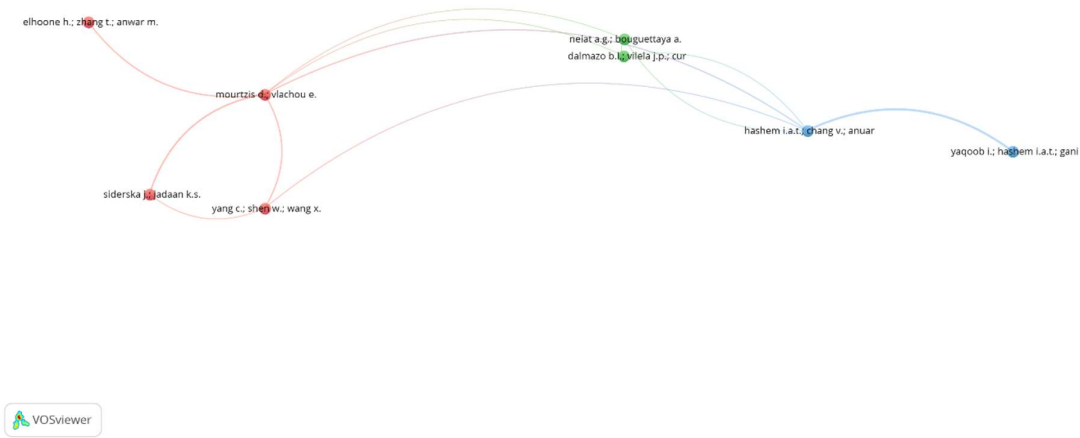 elhoone h.; zhang t.; anwar m.
neiat a.g.; bouguettaya a.
dalmazo b.l.; vilela j.p.; cur
mourtzis d.; vlachou e.
hashem i.a.t.; chang v.; anuar
yaqoob i.; hashem i.a.t.; gani
siderska j.; jadaan k.s.
yang c.; shen w.; wang x.
VOSviewer